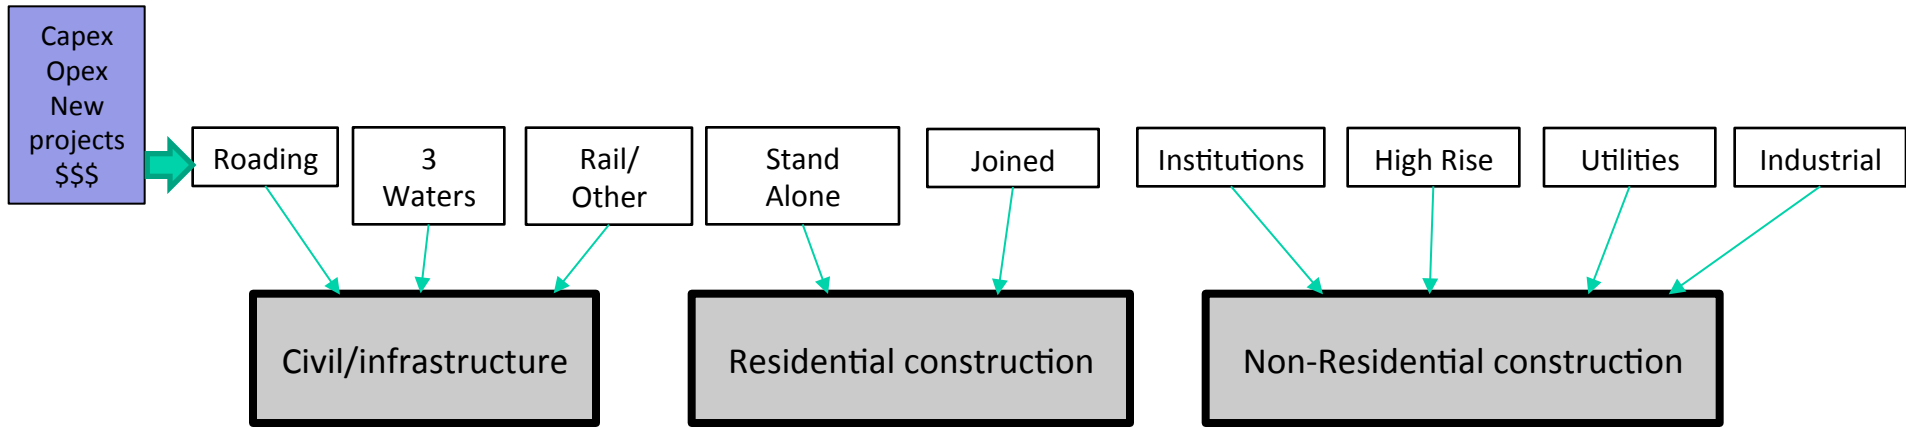 Capex
Opex
New
projects
$$$
Roading
3
Waters
Rail/
Other
Stand
Alone
Joined
Institutions
High Rise
Utilities
Industrial
Civil/infrastructure
Residential construction
Non-Residential construction